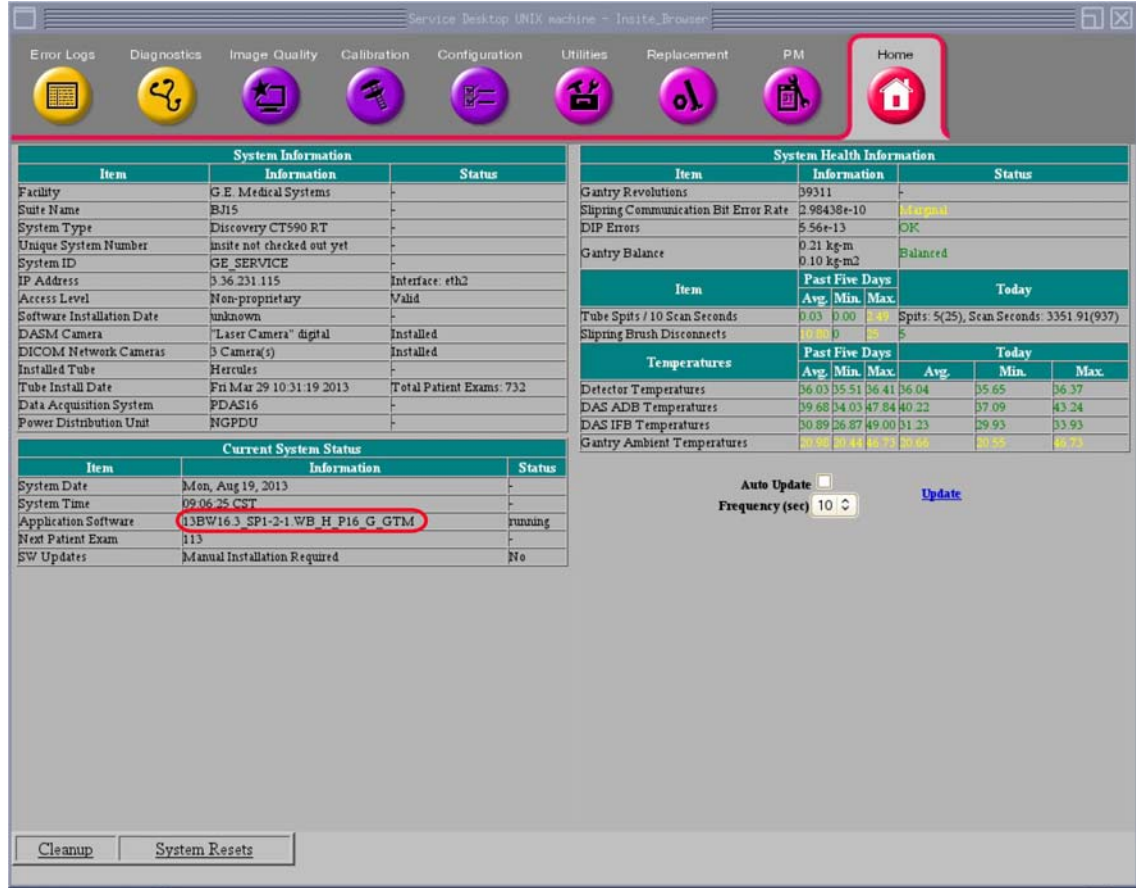 Service Desktop UNIX machine - Insite_Browser
Error Logs Diagnostics Image Quality Calibration Configuration Utilities Replacement PM Home
System Information
Item Information Status
Facility G.E. Medical Systems -
Suite Name BJ15 -
System Type Discovery CT590 RT -
Unique System Number insite not checked out yet -
System ID GE_SERVICE -
IP Address 3.36.231.115 Interface: eth2
Access Level Non-proprietary Valid
Software Installation Date unknown -
DASM Camera "Laser Camera" digital Installed
DICOM Network Cameras 3 Camera(s) Installed
Installed Tube Hercules -
Tube Install Date Fri Mar 29 10:31:19 2013 Total Patient Exams: 732
Data Acquisition System PDAS16 -
Power Distribution Unit NGPDU -
Current System Status
Item Information Status
System Date Mon, Aug 19, 2013 -
System Time 09:06:25 CST -
Application Software 13BW16.3_SP1-2-1.WB_H_P16_G_GTM running
Next Patient Exam 113 -
SW Updates Manual Installation Required No
System Health Information
Item Information Status
Gantry Revolutions 39311 -
Slipring Communication Bit Error Rate 2.98438e-10 Marginal
DIP Errors 5.56e-13 OK
Gantry Balance 0.21 kg-m 0.10 kg-m2 Balanced
Item Past Five Days Today
Avg. Min. Max.
Tube Spits / 10 Scan Seconds 0.03 0.00 2.49 Spits: 5(25), Scan Seconds: 3351.91(937)
Slipring Brush Disconnects 10.80 0 25 5
Temperatures Past Five Days Today
Avg. Min. Max. Avg. Min. Max.
Detector Temperatures 36.03 35.51 36.41 36.04 35.65 36.37
DAS ADB Temperatures 39.68 34.03 47.84 40.22 37.09 43.24
DAS IFB Temperatures 30.89 26.87 49.00 31.23 29.93 33.93
Gantry Ambient Temperatures 20.98 20.44 46.73 20.66 20.55 46.73
Auto Update
Frequency (sec) 10
Update
Cleanup System Resets